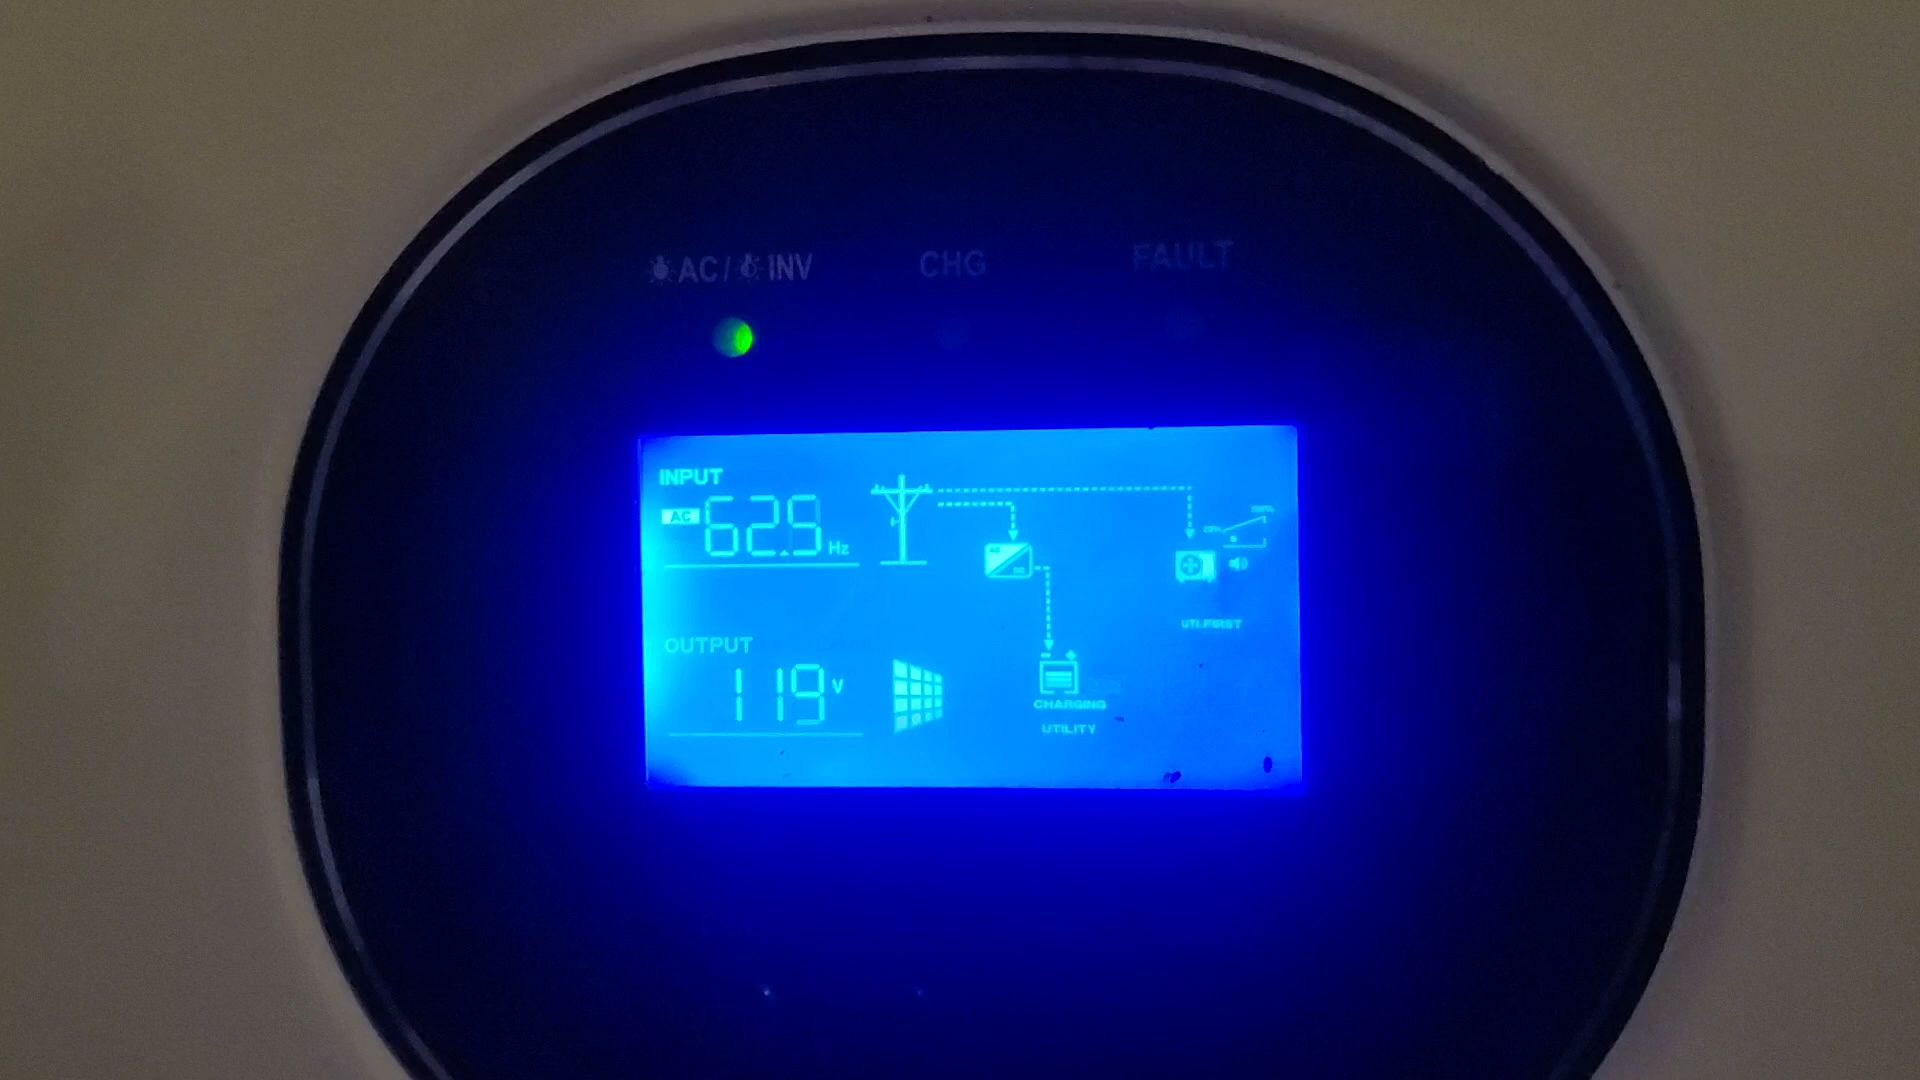 AC/ INV CHG FAULT
INPUT
AC 62.9 Hz
UTI.FIRST
OUTPUT
119 V
CHARGING
UTILITY